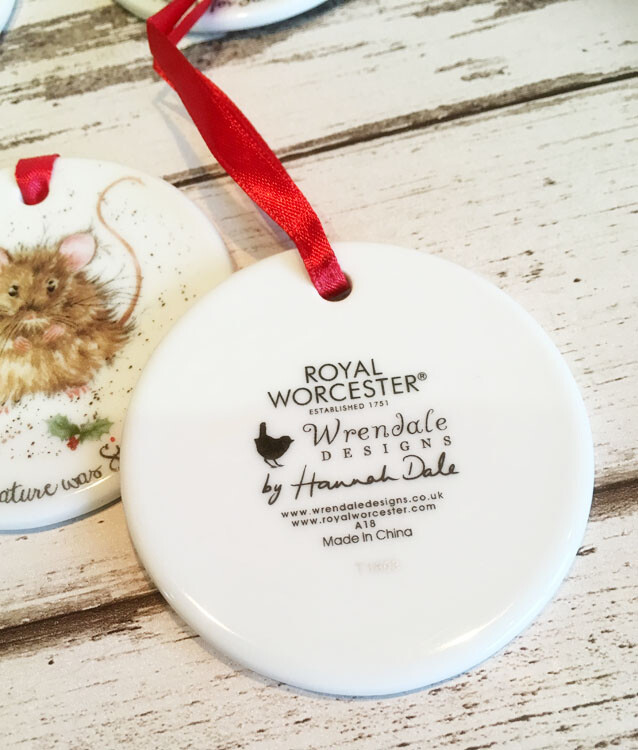 ROYAL
WORCESTER®
ESTABLISHED 1751
Wrendale
DESIGNS
by Hannah Dale
www.wrendaledesigns.co.uk
www.royalworcester.com
A18
Made in China
ature was